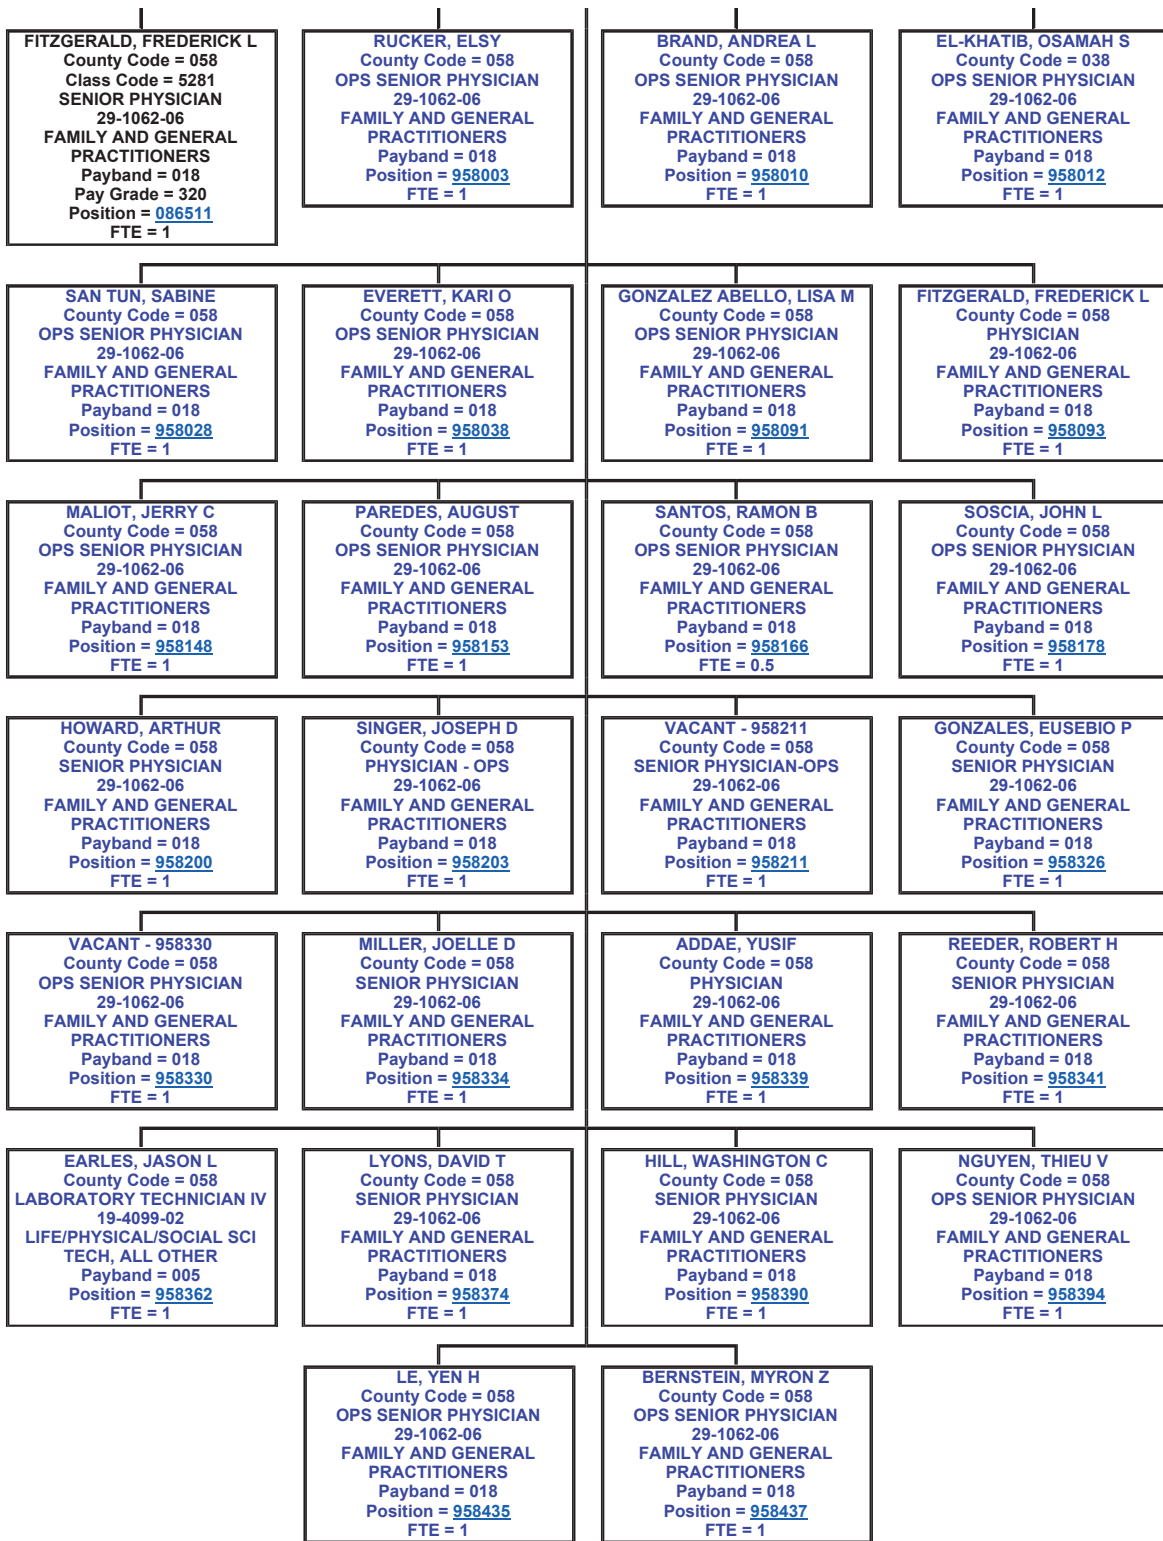 FITZGERALD, FREDERICK L
County Code = 058
Class Code = 5281
SENIOR PHYSICIAN
29-1062-06
FAMILY AND GENERAL
PRACTITIONERS
Payband = 018
Pay Grade = 320
Position = 086511
FTE = 1
RUCKER, ELSY
County Code = 058
OPS SENIOR PHYSICIAN
29-1062-06
FAMILY AND GENERAL
PRACTITIONERS
Payband = 018
Position = 958003
FTE = 1
BRAND, ANDREA L
County Code = 058
OPS SENIOR PHYSICIAN
29-1062-06
FAMILY AND GENERAL
PRACTITIONERS
Payband = 018
Position = 958010
FTE = 1
EL-KHATIB, OSAMAH S
County Code = 038
OPS SENIOR PHYSICIAN
29-1062-06
FAMILY AND GENERAL
PRACTITIONERS
Payband = 018
Position = 958012
FTE = 1
SAN TUN, SABINE
County Code = 058
OPS SENIOR PHYSICIAN
29-1062-06
FAMILY AND GENERAL
PRACTITIONERS
Payband = 018
Position = 958028
FTE = 1
EVERETT, KARI O
County Code = 058
OPS SENIOR PHYSICIAN
29-1062-06
FAMILY AND GENERAL
PRACTITIONERS
Payband = 018
Position = 958038
FTE = 1
GONZALEZ ABELLO, LISA M
County Code = 058
OPS SENIOR PHYSICIAN
29-1062-06
FAMILY AND GENERAL
PRACTITIONERS
Payband = 018
Position = 958091
FTE = 1
FITZGERALD, FREDERICK L
County Code = 058
PHYSICIAN
29-1062-06
FAMILY AND GENERAL
PRACTITIONERS
Payband = 018
Position = 958093
FTE = 1
MALIOT, JERRY C
County Code = 058
OPS SENIOR PHYSICIAN
29-1062-06
FAMILY AND GENERAL
PRACTITIONERS
Payband = 018
Position = 958148
FTE = 1
PAREDES, AUGUST
County Code = 058
OPS SENIOR PHYSICIAN
29-1062-06
FAMILY AND GENERAL
PRACTITIONERS
Payband = 018
Position = 958153
FTE = 1
SANTOS, RAMON B
County Code = 058
OPS SENIOR PHYSICIAN
29-1062-06
FAMILY AND GENERAL
PRACTITIONERS
Payband = 018
Position = 958166
FTE = 0.5
SOSCIA, JOHN L
County Code = 058
OPS SENIOR PHYSICIAN
29-1062-06
FAMILY AND GENERAL
PRACTITIONERS
Payband = 018
Position = 958178
FTE = 1
HOWARD, ARTHUR
County Code = 058
SENIOR PHYSICIAN
29-1062-06
FAMILY AND GENERAL
PRACTITIONERS
Payband = 018
Position = 958200
FTE = 1
SINGER, JOSEPH D
County Code = 058
PHYSICIAN - OPS
29-1062-06
FAMILY AND GENERAL
PRACTITIONERS
Payband = 018
Position = 958203
FTE = 1
VACANT - 958211
County Code = 058
SENIOR PHYSICIAN-OPS
29-1062-06
FAMILY AND GENERAL
PRACTITIONERS
Payband = 018
Position = 958211
FTE = 1
GONZALES, EUSEBIO P
County Code = 058
SENIOR PHYSICIAN
29-1062-06
FAMILY AND GENERAL
PRACTITIONERS
Payband = 018
Position = 958326
FTE = 1
VACANT - 958330
County Code = 058
OPS SENIOR PHYSICIAN
29-1062-06
FAMILY AND GENERAL
PRACTITIONERS
Payband = 018
Position = 958330
FTE = 1
MILLER, JOELLE D
County Code = 058
SENIOR PHYSICIAN
29-1062-06
FAMILY AND GENERAL
PRACTITIONERS
Payband = 018
Position = 958334
FTE = 1
ADDAE, YUSIF
County Code = 058
PHYSICIAN
29-1062-06
FAMILY AND GENERAL
PRACTITIONERS
Payband = 018
Position = 958339
FTE = 1
REEDER, ROBERT H
County Code = 058
SENIOR PHYSICIAN
29-1062-06
FAMILY AND GENERAL
PRACTITIONERS
Payband = 018
Position = 958341
FTE = 1
EARLES, JASON L
County Code = 058
LABORATORY TECHNICIAN IV
19-4099-02
LIFE/PHYSICAL/SOCIAL SCI
TECH, ALL OTHER
Payband = 005
Position = 958362
FTE = 1
LYONS, DAVID T
County Code = 058
SENIOR PHYSICIAN
29-1062-06
FAMILY AND GENERAL
PRACTITIONERS
Payband = 018
Position = 958374
FTE = 1
HILL, WASHINGTON C
County Code = 058
SENIOR PHYSICIAN
29-1062-06
FAMILY AND GENERAL
PRACTITIONERS
Payband = 018
Position = 958390
FTE = 1
NGUYEN, THIEU V
County Code = 058
OPS SENIOR PHYSICIAN
29-1062-06
FAMILY AND GENERAL
PRACTITIONERS
Payband = 018
Position = 958394
FTE = 1
LE, YEN H
County Code = 058
OPS SENIOR PHYSICIAN
29-1062-06
FAMILY AND GENERAL
PRACTITIONERS
Payband = 018
Position = 958435
FTE = 1
BERNSTEIN, MYRON Z
County Code = 058
OPS SENIOR PHYSICIAN
29-1062-06
FAMILY AND GENERAL
PRACTITIONERS
Payband = 018
Position = 958437
FTE = 1